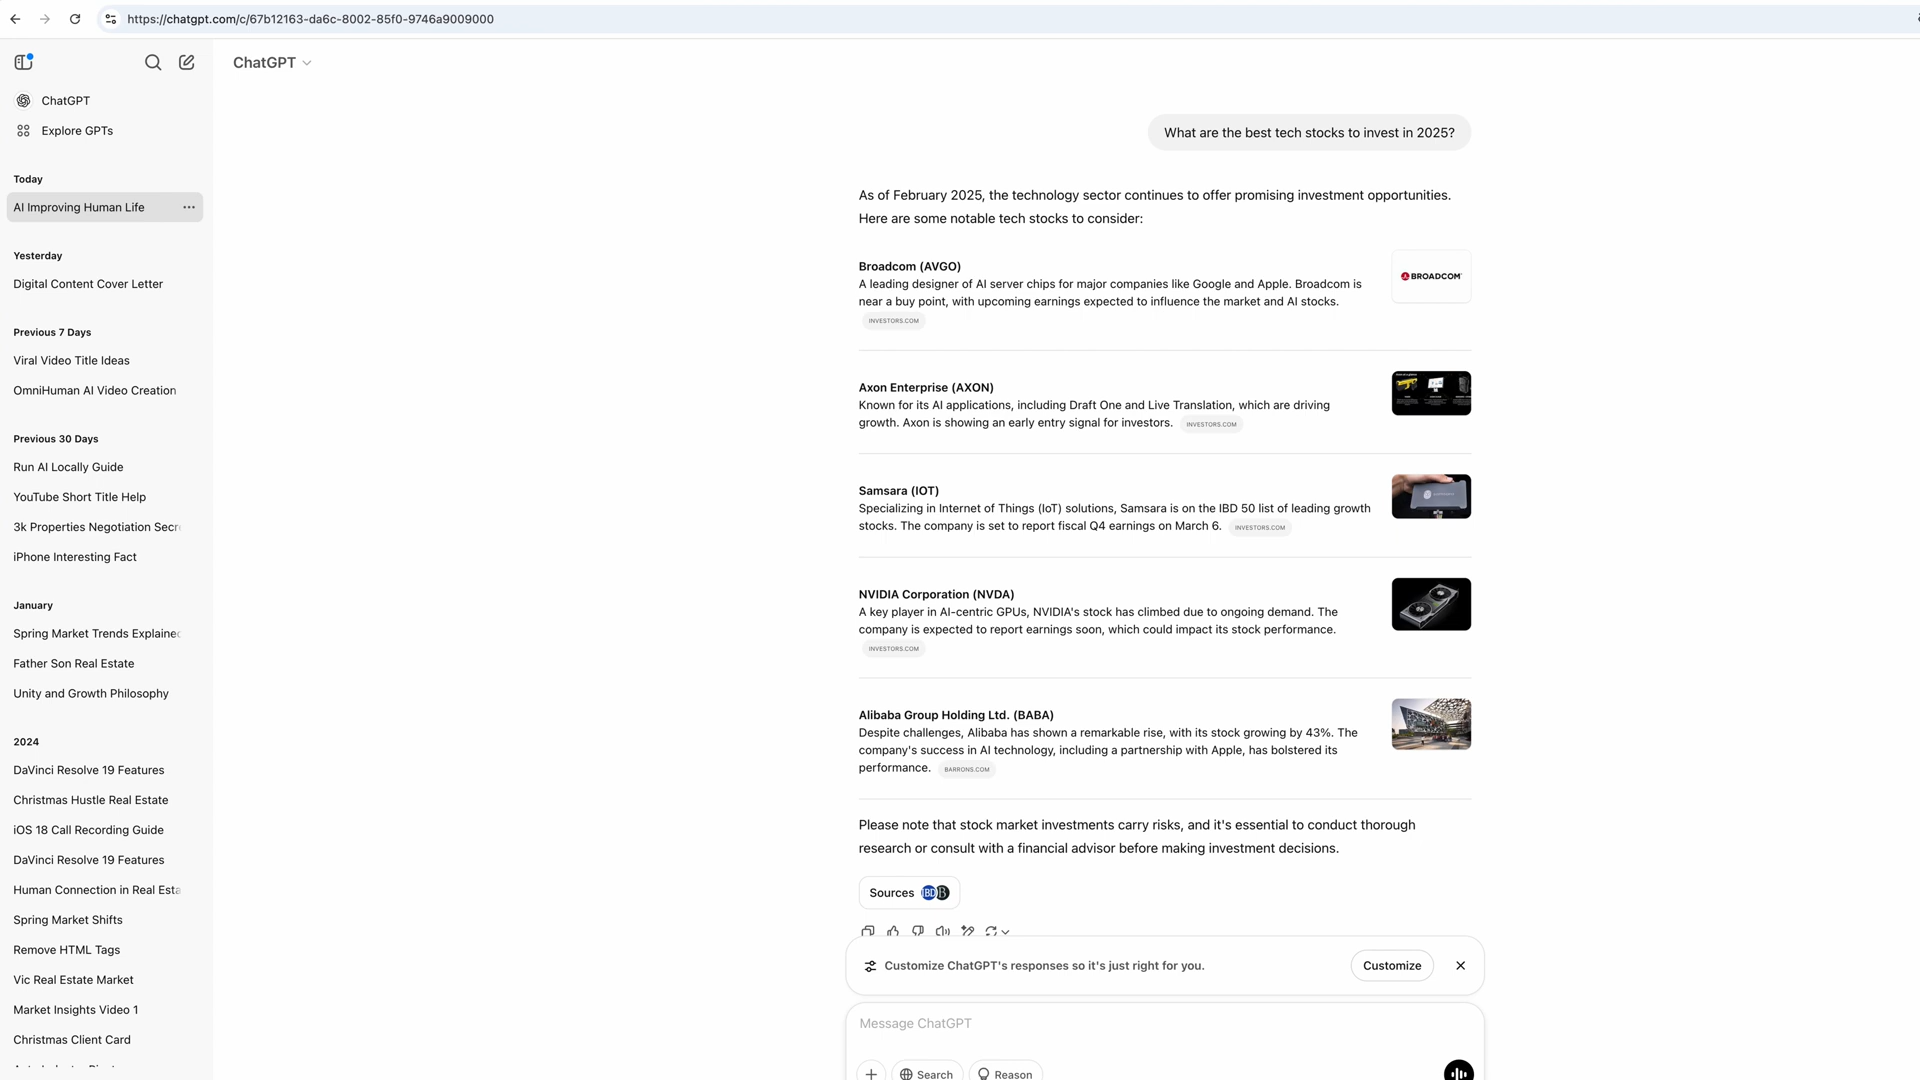 https://chatgpt.com/c/67b12163-da6c-8002-85f0-9746a9009000
ChatGPT
Explore GPTs
Today
AI Improving Human Life
Yesterday
Digital Content Cover Letter
Previous 7 Days
Viral Video Title Ideas
OmniHuman AI Video Creation
Previous 30 Days
Run AI Locally Guide
YouTube Short Title Help
3k Properties Negotiation Secr
iPhone Interesting Fact
January
Spring Market Trends Explained
Father Son Real Estate
Unity and Growth Philosophy
2024
DaVinci Resolve 19 Features
Christmas Hustle Real Estate
iOS 18 Call Recording Guide
DaVinci Resolve 19 Features
Human Connection in Real Esta
Spring Market Shifts
Remove HTML Tags
Vic Real Estate Market
Market Insights Video 1
Christmas Client Card
ChatGPT
What are the best tech stocks to invest in 2025?
As of February 2025, the technology sector continues to offer promising investment opportunities.
Here are some notable tech stocks to consider:
Broadcom (AVGO)
A leading designer of AI server chips for major companies like Google and Apple. Broadcom is
near a buy point, with upcoming earnings expected to influence the market and AI stocks.
INVESTORS.COM
BROADCOM
Axon Enterprise (AXON)
Known for its AI applications, including Draft One and Live Translation, which are driving
growth. Axon is showing an early entry signal for investors. INVESTORS.COM
Samsara (IOT)
Specializing in Internet of Things (IoT) solutions, Samsara is on the IBD 50 list of leading growth
stocks. The company is set to report fiscal Q4 earnings on March 6. INVESTORS.COM
NVIDIA Corporation (NVDA)
A key player in AI-centric GPUs, NVIDIA's stock has climbed due to ongoing demand. The
company is expected to report earnings soon, which could impact its stock performance.
INVESTORS.COM
Alibaba Group Holding Ltd. (BABA)
Despite challenges, Alibaba has shown a remarkable rise, with its stock growing by 43%. The
company's success in AI technology, including a partnership with Apple, has bolstered its
performance. BARRONS.COM
Please note that stock market investments carry risks, and it's essential to conduct thorough
research or consult with a financial advisor before making investment decisions.
Sources IBD B
Customize ChatGPT's responses so it's just right for you. Customize
Message ChatGPT
Search Reason